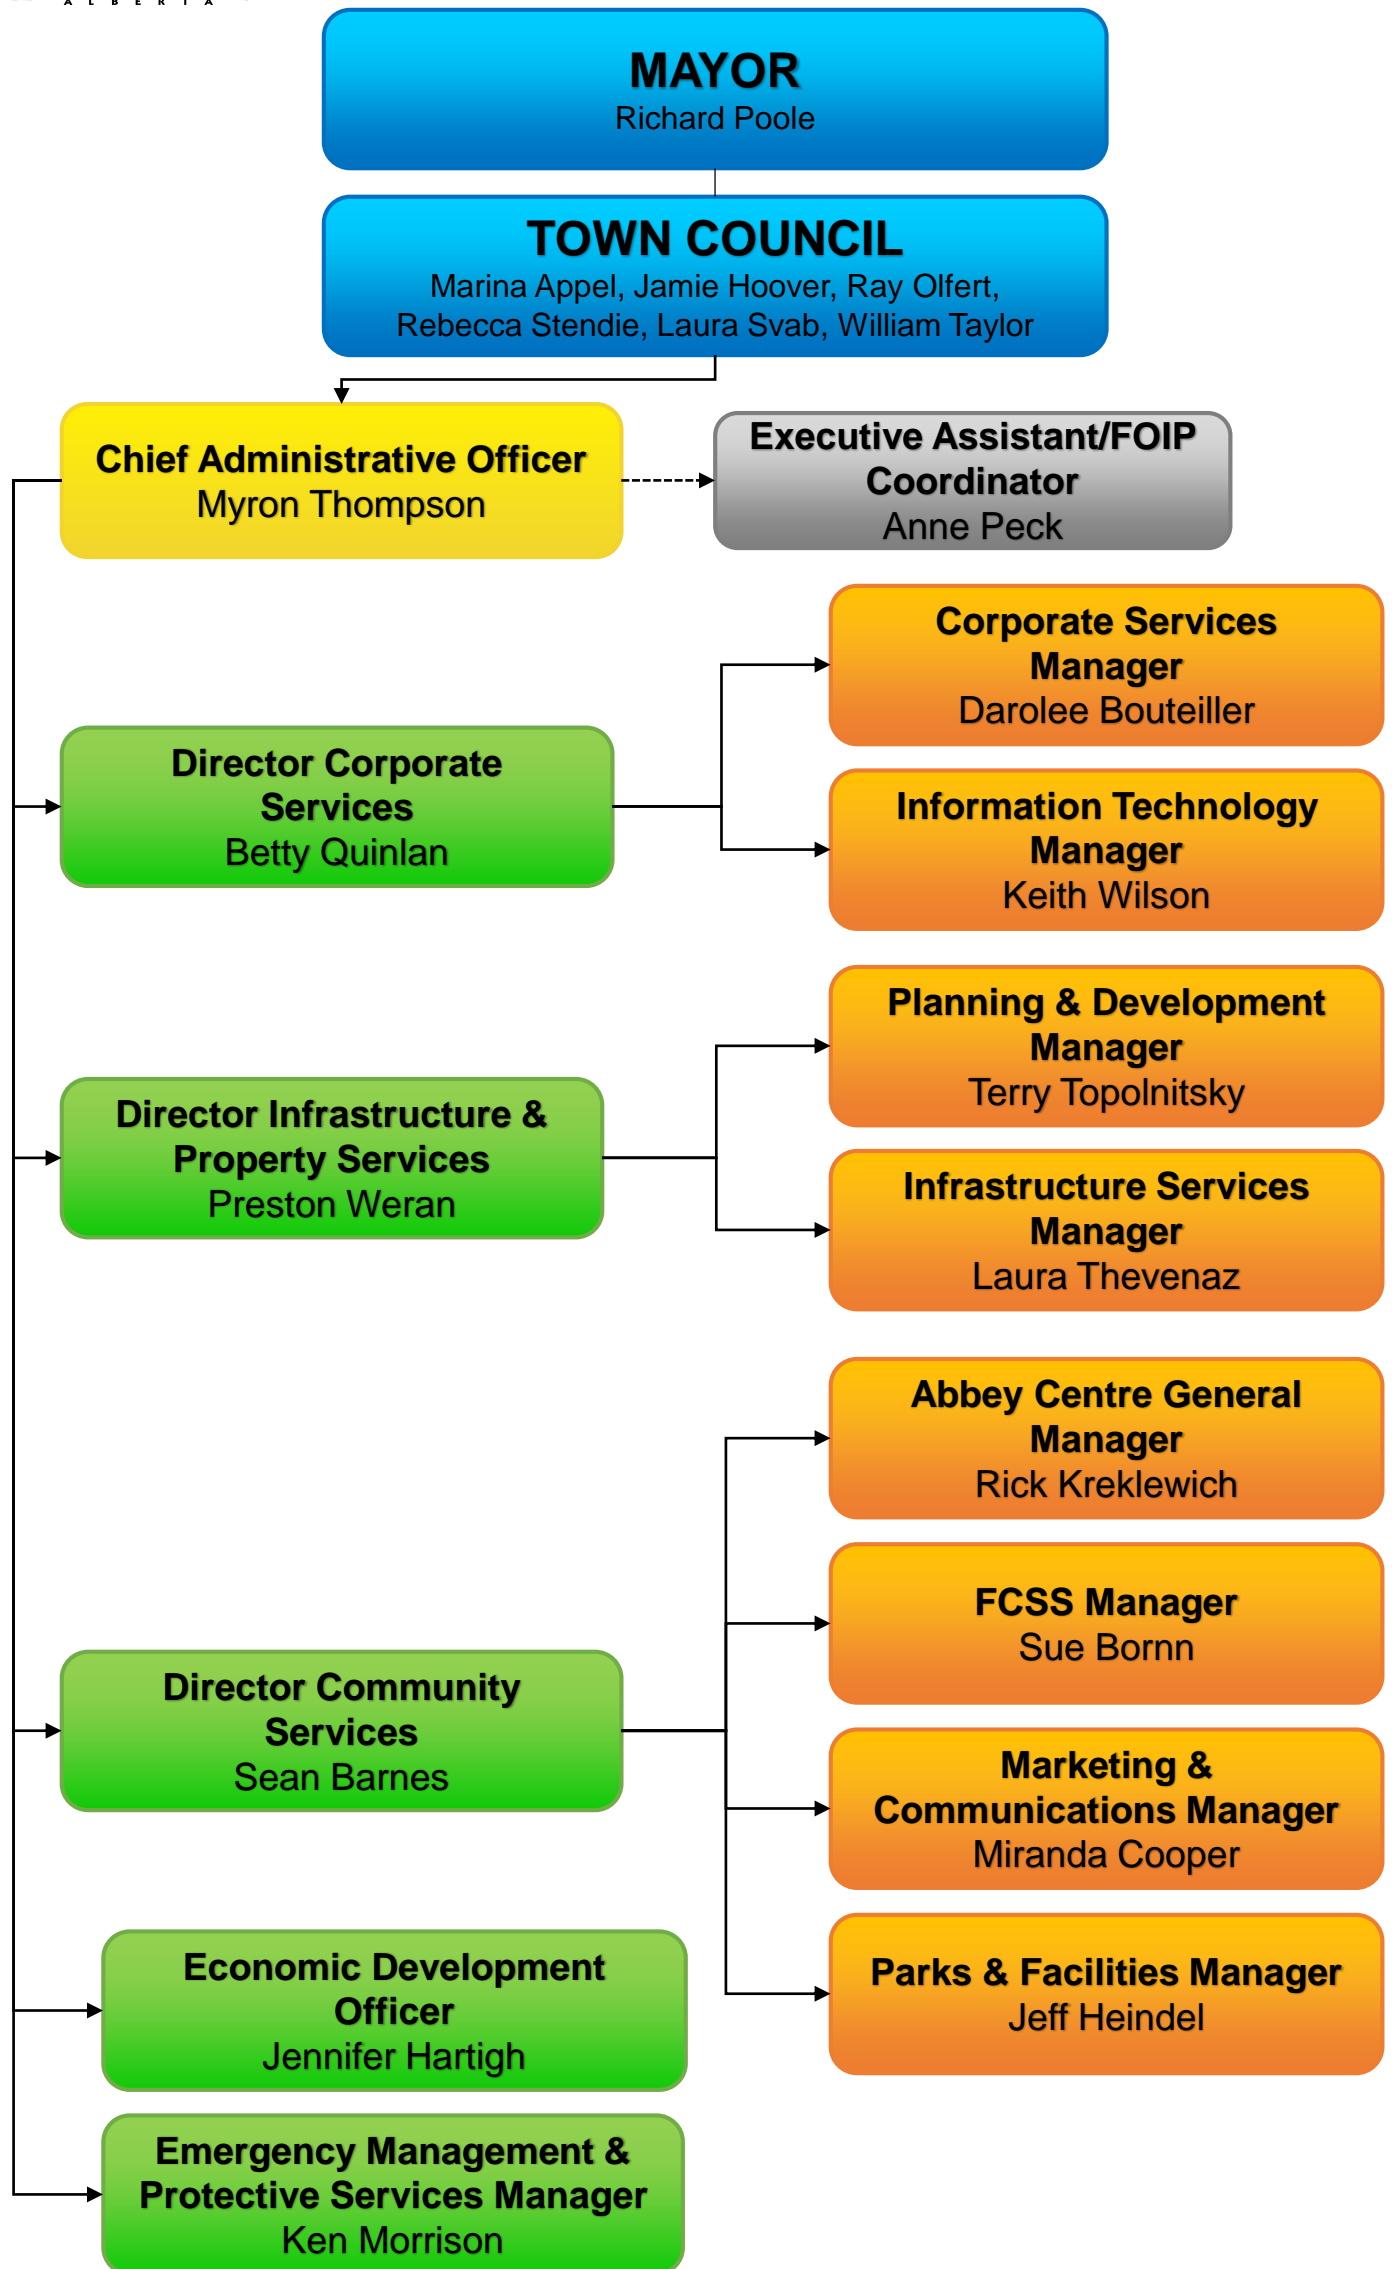 ALBERTA
MAYOR
Richard Poole
TOWN COUNCIL
Marina Appel, Jamie Hoover, Ray Olfert,
Rebecca Stendie, Laura Svab, William Taylor
Chief Administrative Officer
Myron Thompson
Executive Assistant/FOIP
Coordinator
Anne Peck
Corporate Services
Manager
Darolee Bouteiller
Director Corporate
Services
Betty Quinlan
Information Technology
Manager
Keith Wilson
Planning & Development
Manager
Terry Topolnitsky
Director Infrastructure &
Property Services
Preston Weran
Infrastructure Services
Manager
Laura Thevenaz
Abbey Centre General
Manager
Rick Kreklewich
FCSS Manager
Sue Bornn
Director Community
Services
Sean Barnes
Marketing &
Communications Manager
Miranda Cooper
Parks & Facilities Manager
Jeff Heindel
Economic Development
Officer
Jennifer Hartigh
Emergency Management &
Protective Services Manager
Ken Morrison